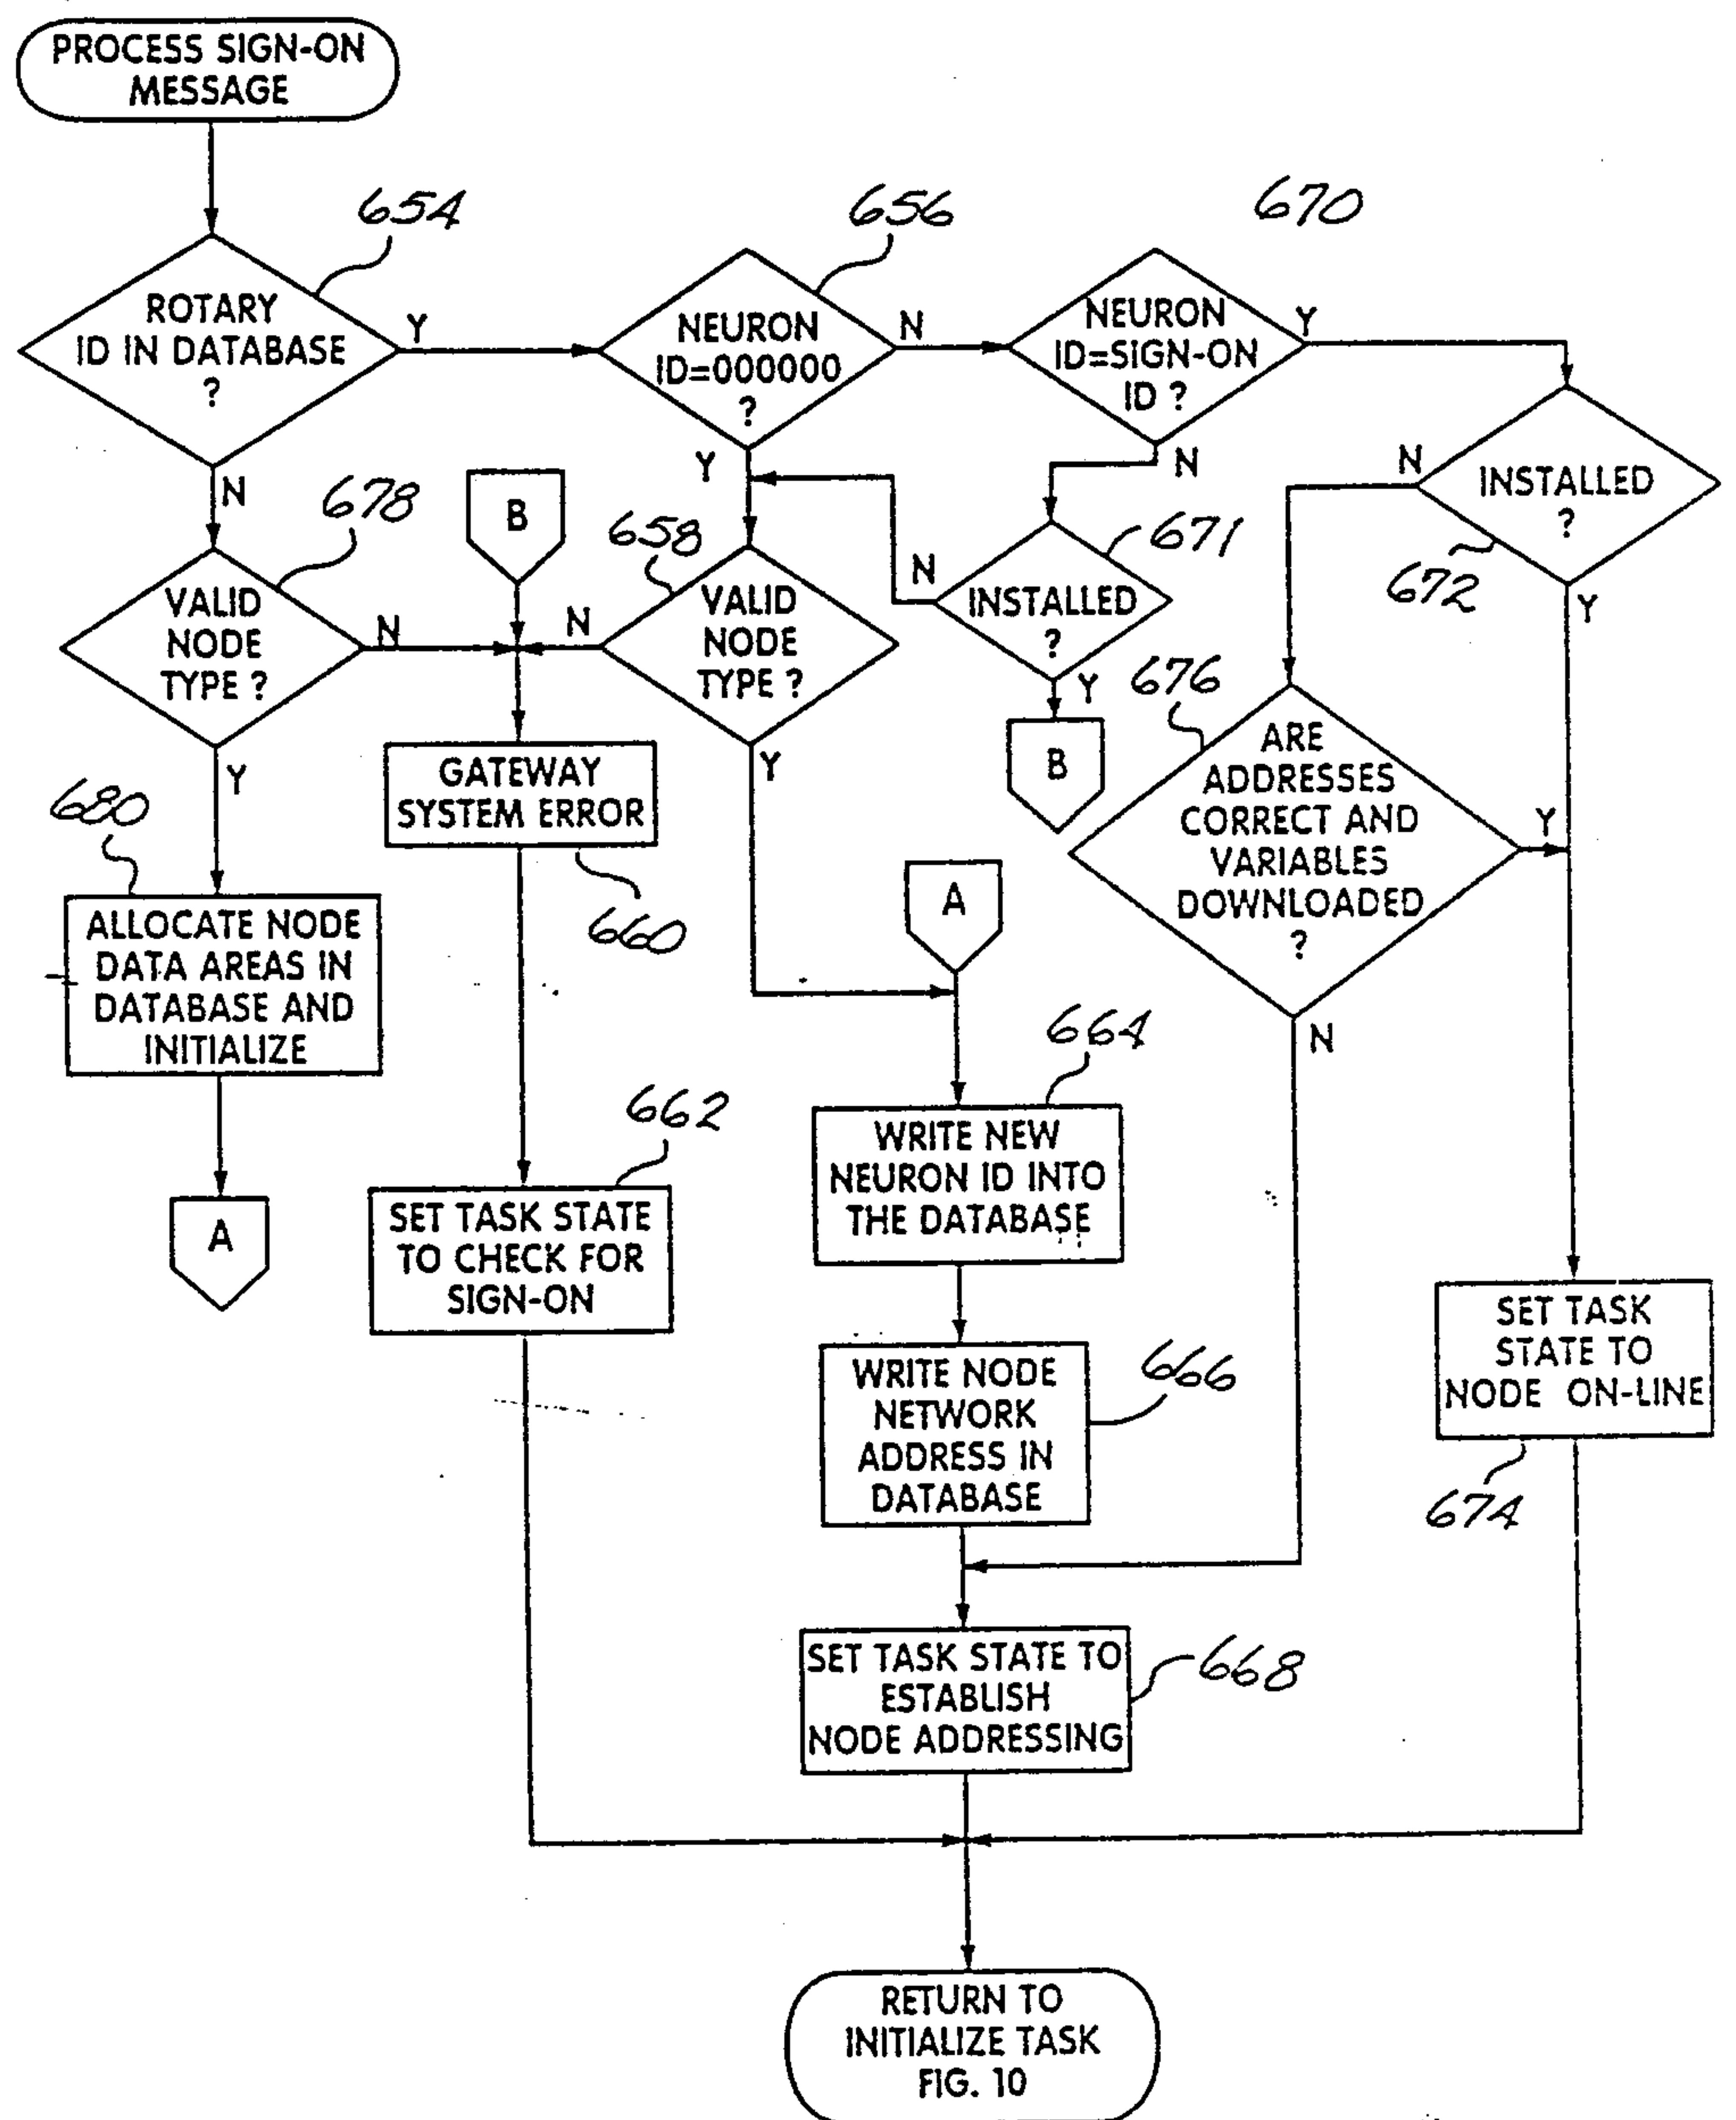 PROCESS SIGN-ON
MESSAGE
654
656
670
ROTARY
ID IN DATABASE
?
Y
NEURON
ID=000000
?
N
NEURON
ID=SIGN-ON
ID ?
Y
N
Y
N
N
INSTALLED
?
672
Y
678
B
658
671
VALID
NODE
TYPE ?
N
N
VALID
NODE
TYPE ?
N
INSTALLED
?
Y
B
676
ARE
ADDRESSES
CORRECT AND
VARIABLES
DOWNLOADED
?
Y
N
Y
680
GATEWAY
SYSTEM ERROR
660
Y
A
ALLOCATE NODE
DATA AREAS IN
DATABASE AND
INITIALIZE
A
662
SET TASK STATE
TO CHECK FOR
SIGN-ON
664
WRITE NEW
NEURON ID INTO
THE DATABASE
WRITE NODE
NETWORK
ADDRESS IN
DATABASE
666
SET TASK
STATE TO
NODE ON-LINE
674
SET TASK STATE TO
ESTABLISH
NODE ADDRESSING
668
RETURN TO
INITIALIZE TASK
FIG. 10